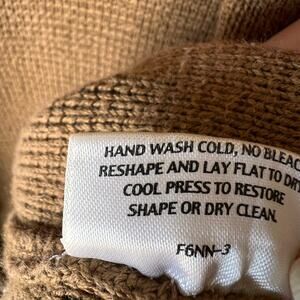 HAND WASH COLD, NO BLEAC
RESHAPE AND LAY FLAT TO DRY
COOL PRESS TO RESTORE
SHAPE OR DRY CLEAN.
F6NN-3